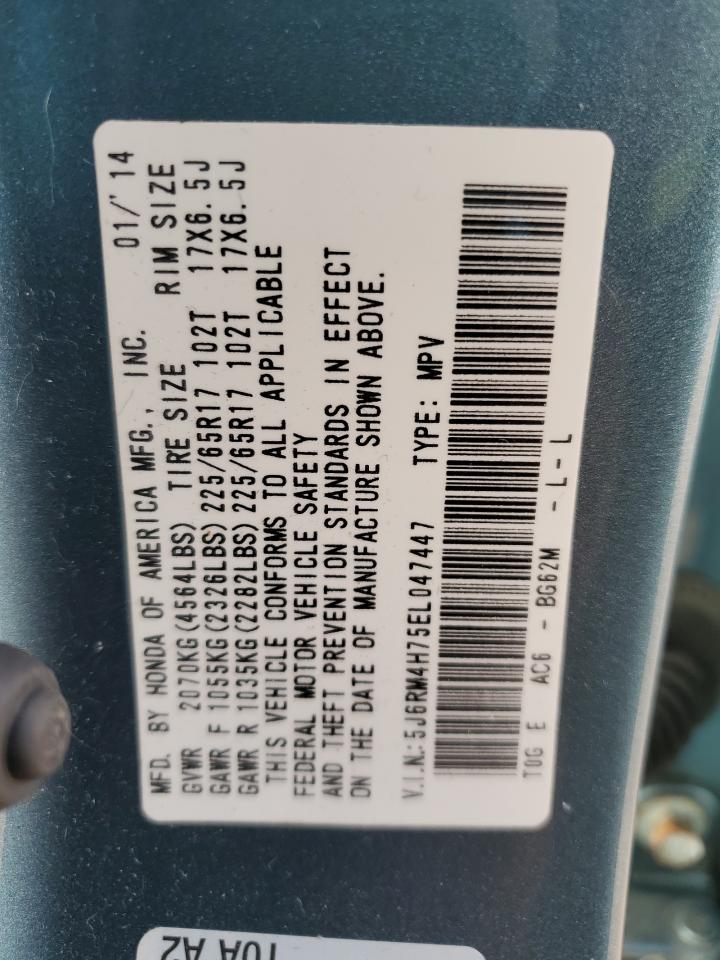 MFD. BY HONDA OF AMERICA MFG., INC. 01/'14
GVWR 2070KG(4564LBS) TIRE SIZE RIM SIZE
GAWR F 1055KG(2326LBS) 225/65R17 102T 17X6.5J
GAWR R 1035KG(2282LBS) 225/65R17 102T 17X6.5J
THIS VEHICLE CONFORMS TO ALL APPLICABLE
FEDERAL MOTOR VEHICLE SAFETY
AND THEFT PREVENTION STANDARDS IN EFFECT
ON THE DATE OF MANUFACTURE SHOWN ABOVE.
V.I.N.: 5J6RM4H75EL047447 TYPE: MPV
T0G E AC6 - BG62M - L - L